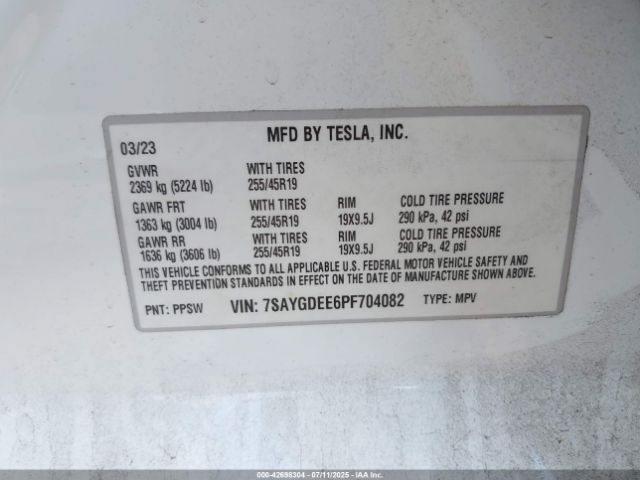 MFD BY TESLA, INC.
03/23
GVWR WITH TIRES
2369 kg (5224 lb) 255/45R19
GAWR FRT WITH TIRES RIM COLD TIRE PRESSURE
1363 kg (3004 lb) 255/45R19 19X9.5J 290 kPa, 42 psi
GAWR RR WITH TIRES RIM COLD TIRE PRESSURE
1636 kg (3606 lb) 255/45R19 19X9.5J 290 kPa, 42 psi
THIS VEHICLE CONFORMS TO ALL APPLICABLE U.S. FEDERAL MOTOR VEHICLE SAFETY AND
THEFT PREVENTION STANDARDS IN EFFECT ON THE DATE OF MANUFACTURE SHOWN ABOVE.
PNT: PPSW VIN: 7SAYGDEE6PF704082 TYPE: MPV
000-42698304 - 07/11/2025 - IAAI.COM